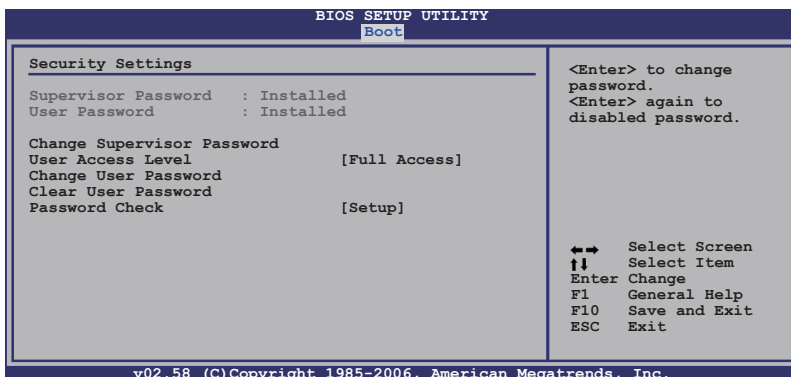 BIOS SETUP UTILITY
Boot
Security Settings
Supervisor Password : Installed
User Password : Installed
Change Supervisor Password
User Access Level [Full Access]
Change User Password
Clear User Password
Password Check [Setup]
<Enter> to change
password.
<Enter> again to
disabled password.
←→ Select Screen
↑↓ Select Item
Enter Change
F1 General Help
F10 Save and Exit
ESC Exit
v02.58 (C)Copyright 1985-2006, American Megatrends, Inc.